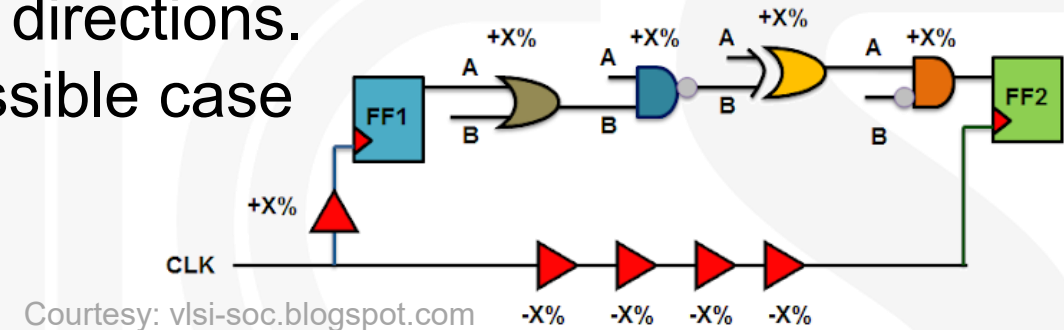 directions.
ssible case
+X%
+X%
+X%
+X%
A
A
A
A
B
B
B
B
FF1
FF2
+X%
CLK
-X%
-X%
-X%
-X%
Courtesy: vlsi-soc.blogspot.com